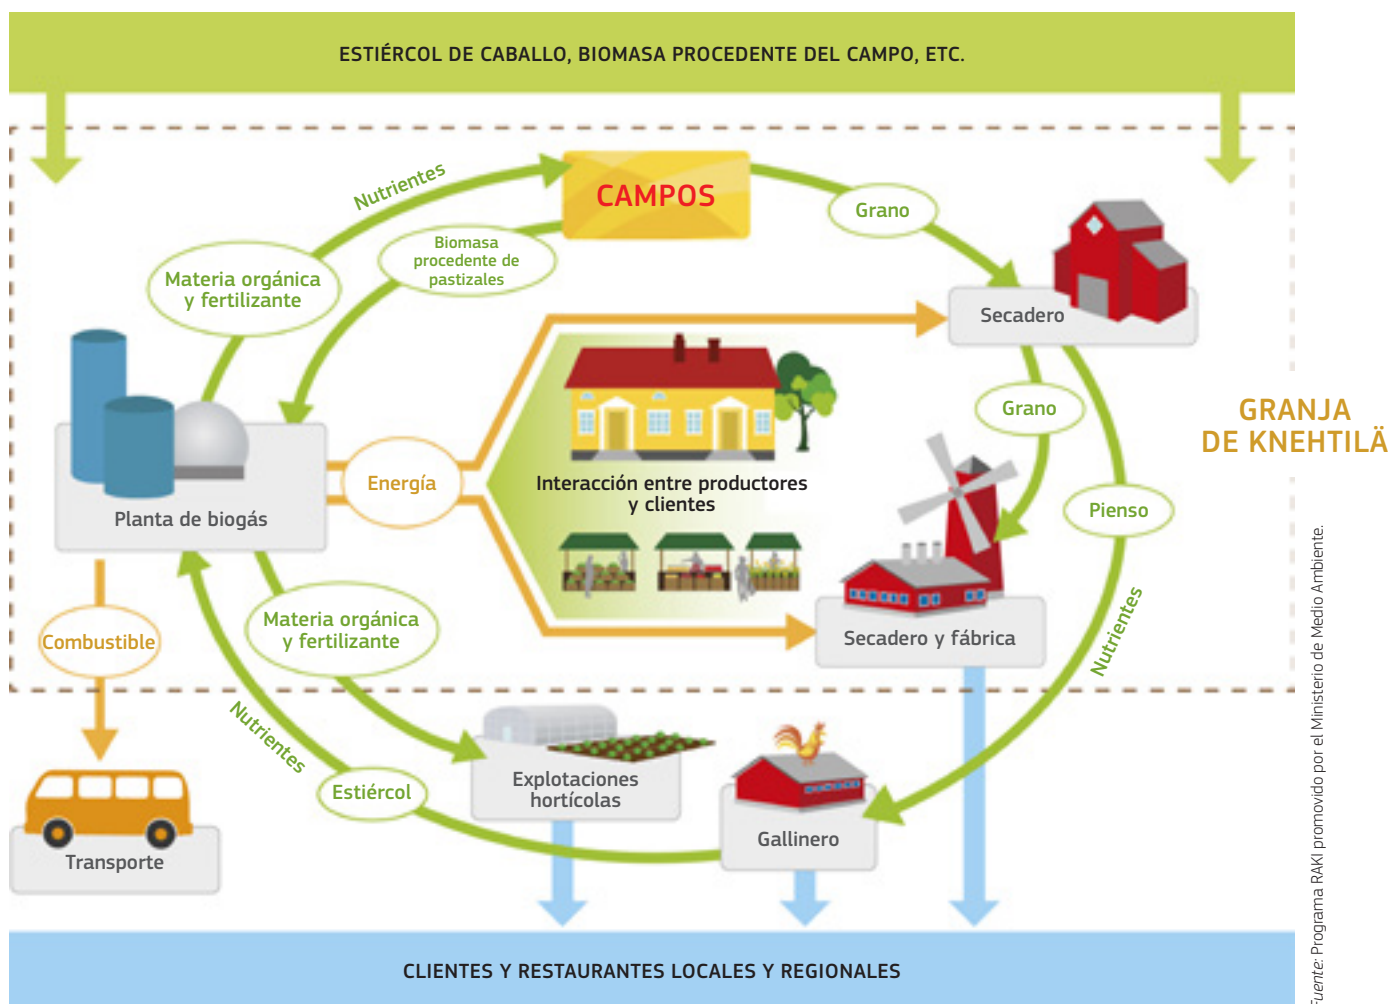 ESTIÉRCOL DE CABALLO, BIOMASA PROCEDENTE DEL CAMPO, ETC.
Nutrientes
CAMPOS
Grano
Biomasa
procedente de
pastizales
Materia orgánica
y fertilizante
Secadero
Grano
GRANJA
DE KNEHTILÄ
Energía
Interacción entre productores
y clientes
Planta de biogás
Pienso
Materia orgánica
y fertilizante
Combustible
Secadero y fábrica
Nutrientes
Nutrientes
Explotaciones
hortícolas
Estiércol
Gallinero
Transporte
CLIENTES Y RESTAURANTES LOCALES Y REGIONALES
Fuente: Programa RAKI promovido por el Ministerio de Medio Ambiente.